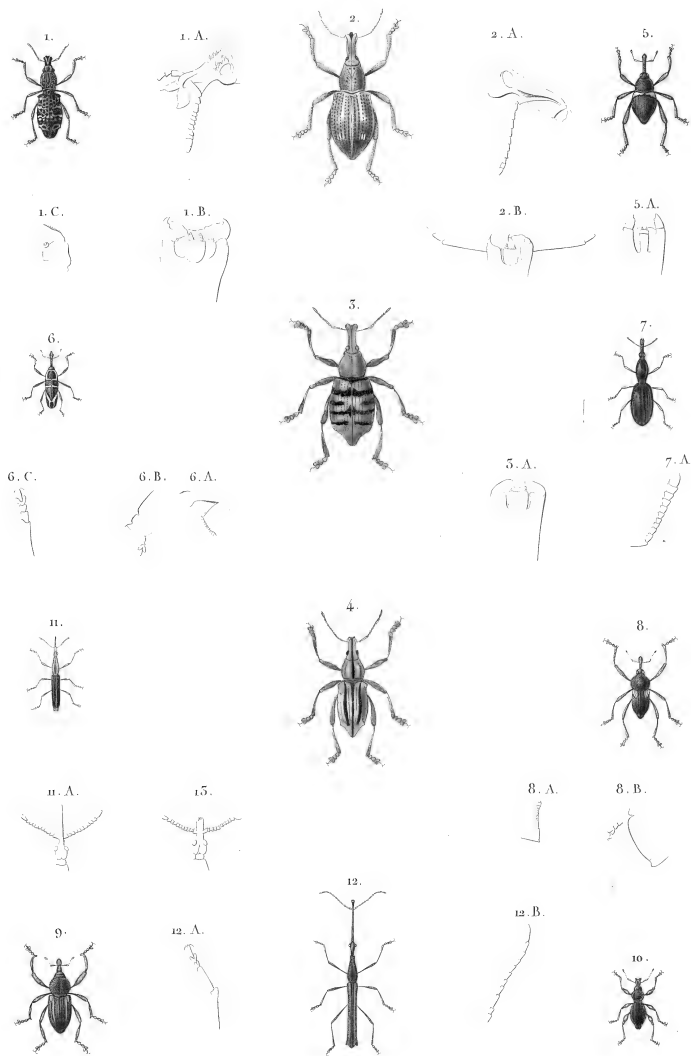 1.
1. A.
2.
2. A.
5.
1. C.
1. B.
2. B.
5. A.
3.
6.
7.
6. C.
6. B.
6. A.
3. A.
7. A
4.
11.
8.
11. A.
13.
8. A.
8. B.
12.
9.
12. A.
12. B.
10.